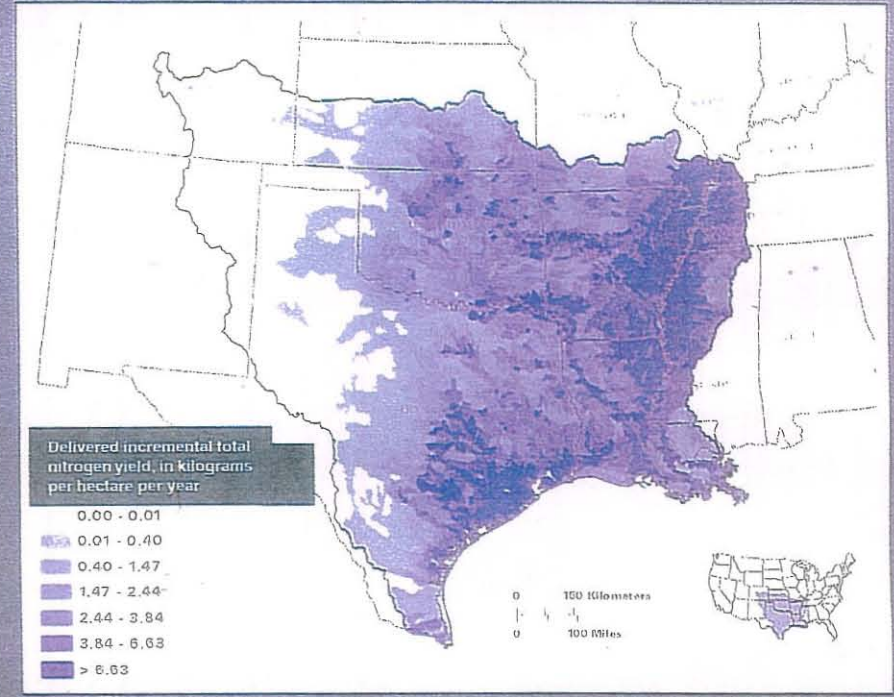 Delivered incremental total
nitrogen yield, in kilograms
per hectare per year
0.00 - 0.01
0.01 - 0.40
0.40 - 1.47
1.47 - 2.44
2.44 - 3.84
3.84 - 6.63
> 6.63
0 150 Kilometers
0 100 Miles